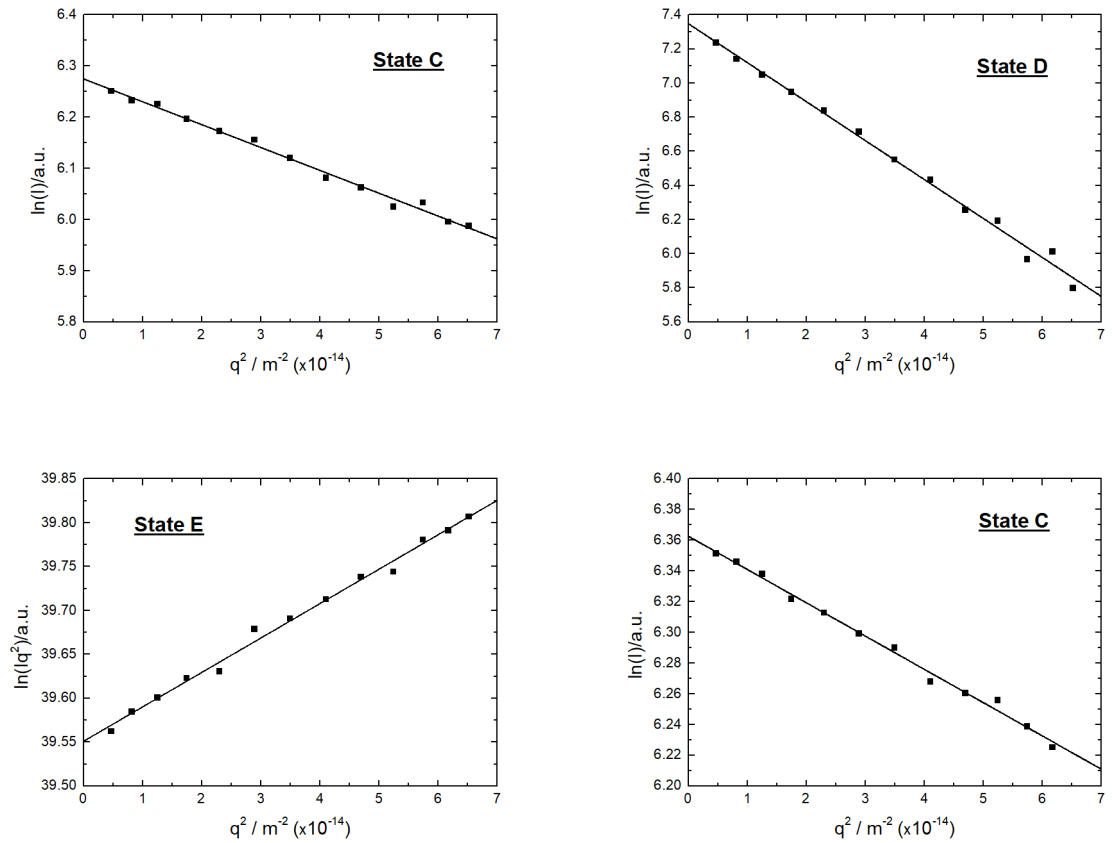 6.4
6.3
6.2
6.1
6.0
5.9
5.8
ln(I)/a.u.
State C
0 1 2 3 4 5 6 7
q² / m⁻² (x10⁻¹⁴)
7.4
7.2
7.0
6.8
6.6
6.4
6.2
6.0
5.8
5.6
ln(I)/a.u.
State D
0 1 2 3 4 5 6 7
q² / m⁻² (x10⁻¹⁴)
39.85
39.80
39.75
39.70
39.65
39.60
39.55
39.50
ln(Iq²)/a.u.
State E
0 1 2 3 4 5 6 7
q² / m⁻² (x10⁻¹⁴)
6.40
6.38
6.36
6.34
6.32
6.30
6.28
6.26
6.24
6.22
6.20
ln(I)/a.u.
State C
0 1 2 3 4 5 6 7
q² / m⁻² (x10⁻¹⁴)